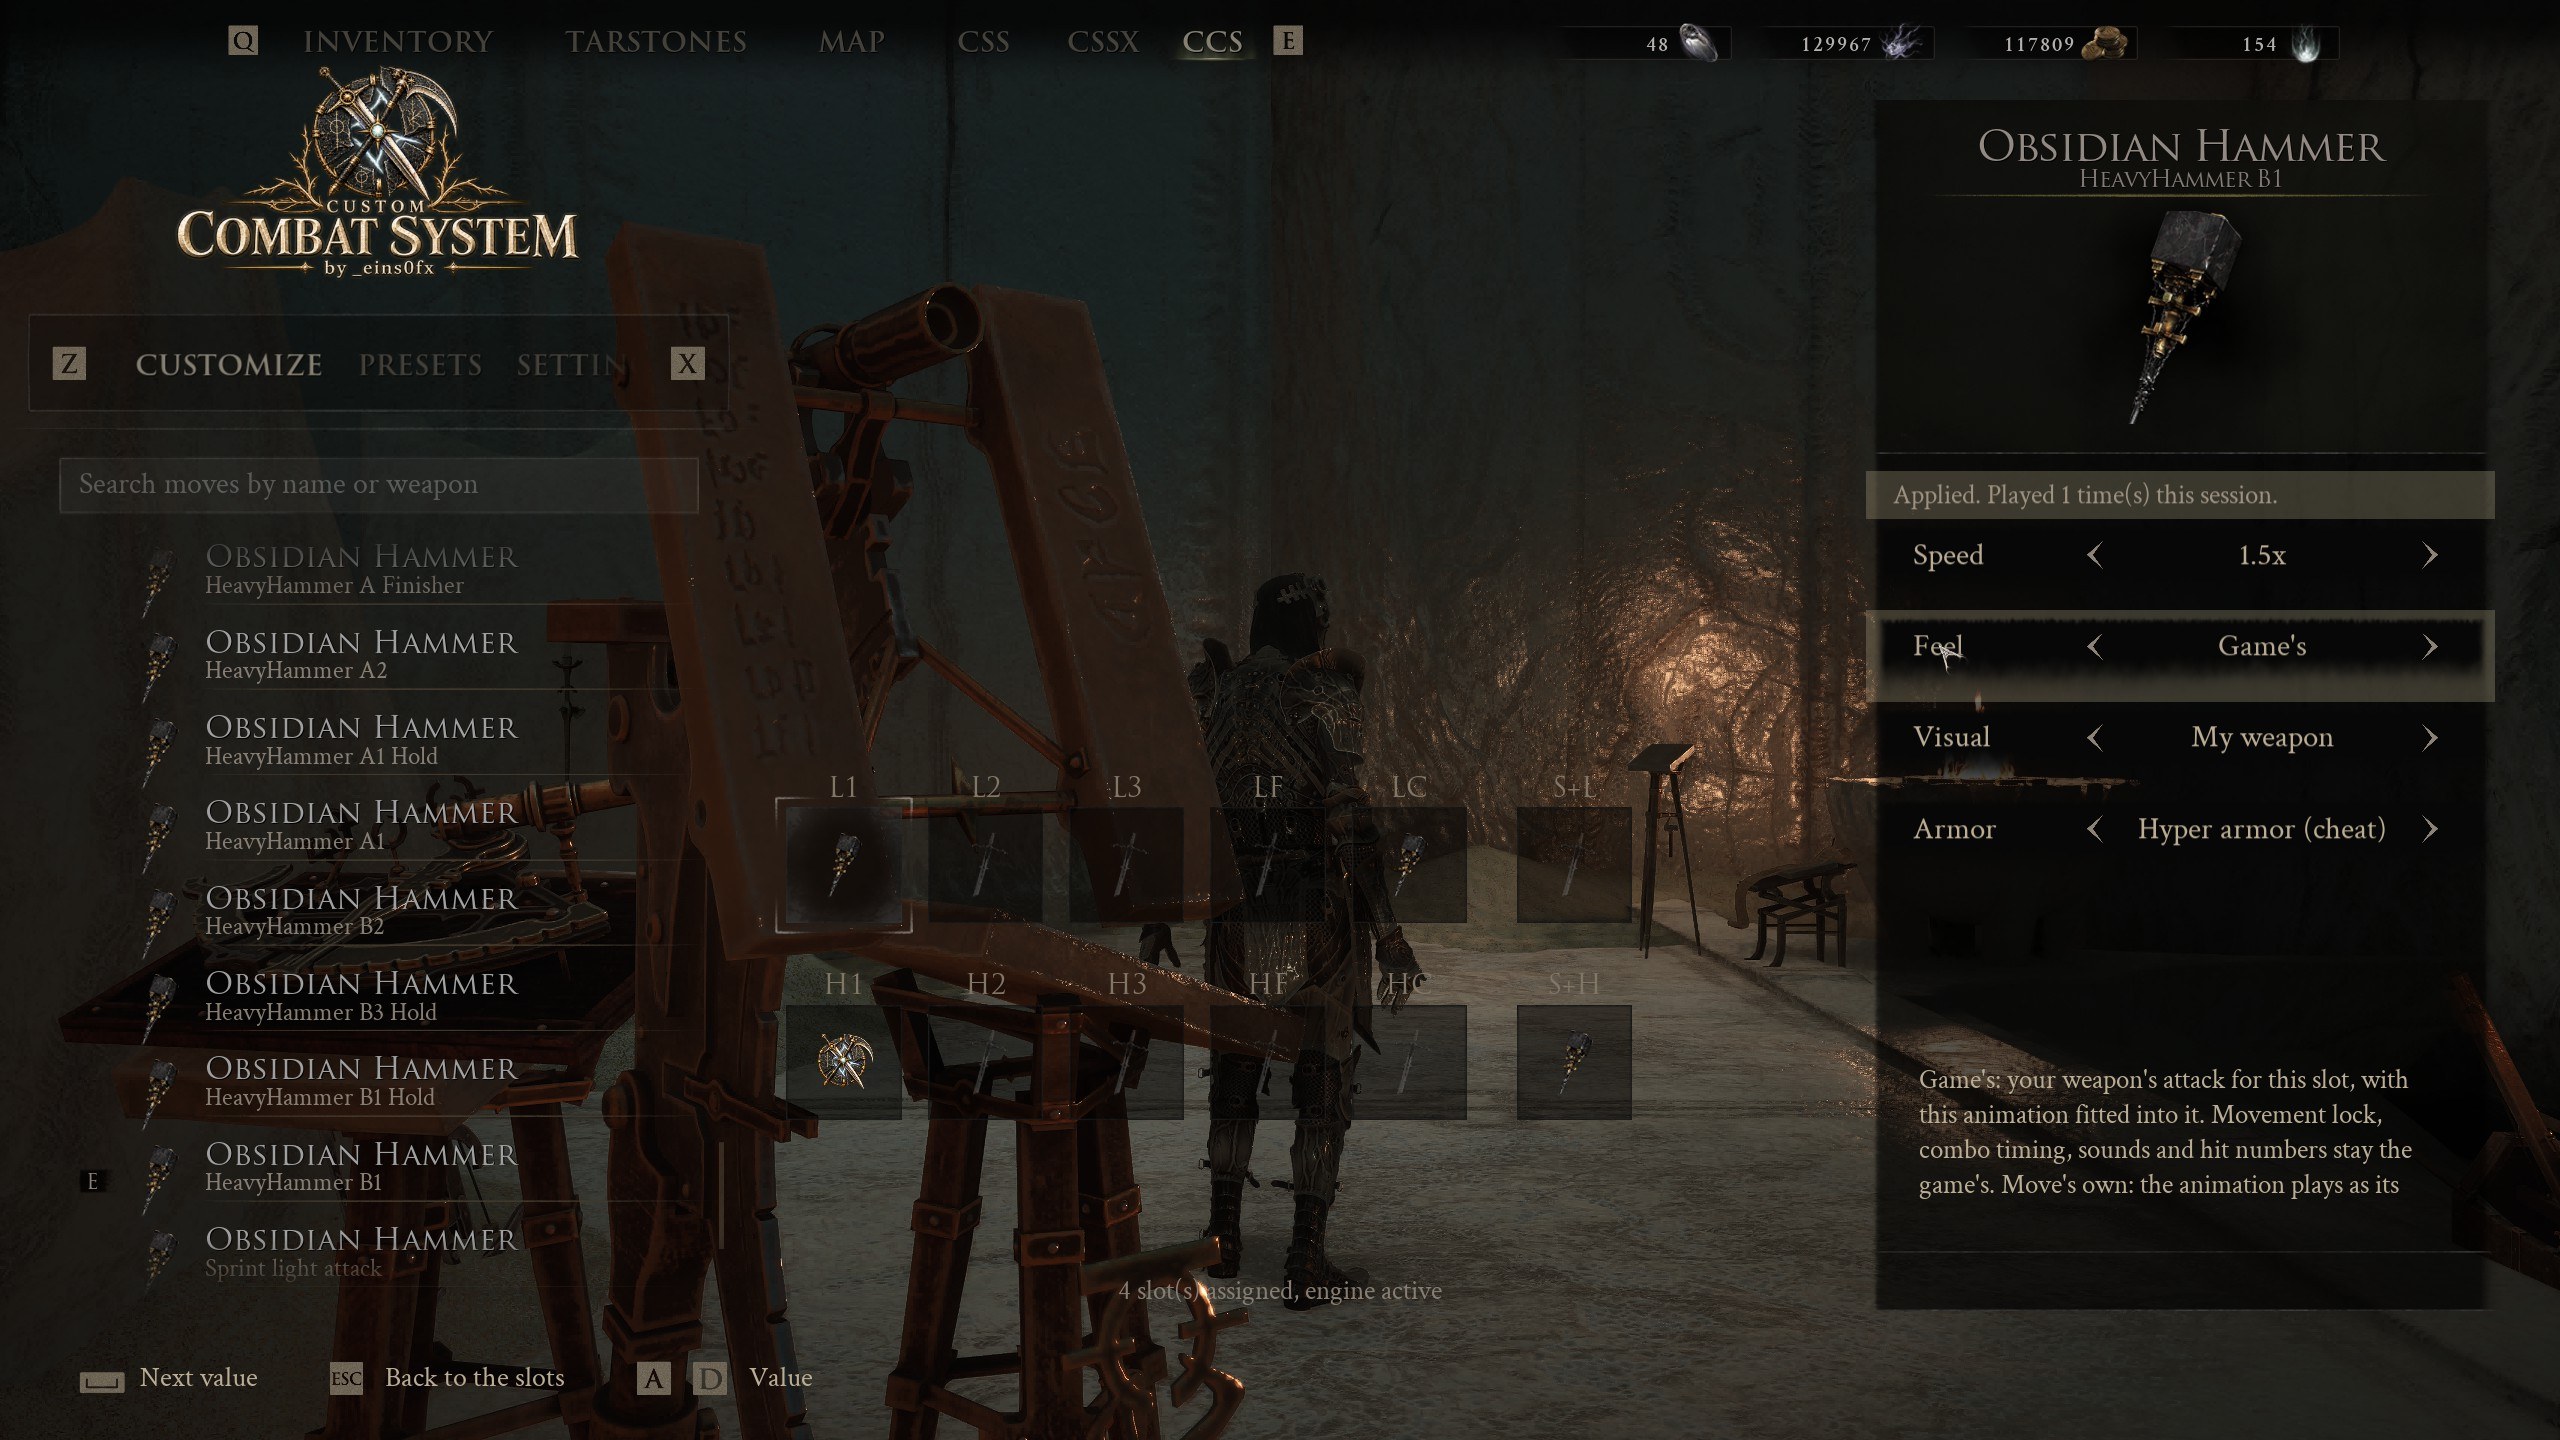 Q INVENTORY TARSTONES MAP CSS CSSX CCS E
48 129967 117809 154
CUSTOM
COMBAT SYSTEM
by _eins0fx
Z CUSTOMIZE PRESETS SETTIN X
Search moves by name or weapon
OBSIDIAN HAMMER
HeavyHammer A Finisher
OBSIDIAN HAMMER
HeavyHammer A2
OBSIDIAN HAMMER
HeavyHammer A1 Hold
OBSIDIAN HAMMER
HeavyHammer A1
OBSIDIAN HAMMER
HeavyHammer B2
OBSIDIAN HAMMER
HeavyHammer B3 Hold
OBSIDIAN HAMMER
HeavyHammer B1 Hold
E
OBSIDIAN HAMMER
HeavyHammer B1
OBSIDIAN HAMMER
Sprint light attack
L1 L2 L3 LF LC S+L
H1 H2 H3 HF HC S+H
4 slot(s) assigned, engine active
OBSIDIAN HAMMER
HEAVYHAMMER B1
Applied. Played 1 time(s) this session.
Speed 1.5x
Feel Game's
Visual My weapon
Armor Hyper armor (cheat)
Game's: your weapon's attack for this slot, with
this animation fitted into it. Movement lock,
combo timing, sounds and hit numbers stay the
game's. Move's own: the animation plays as its
Next value ESC Back to the slots A D Value